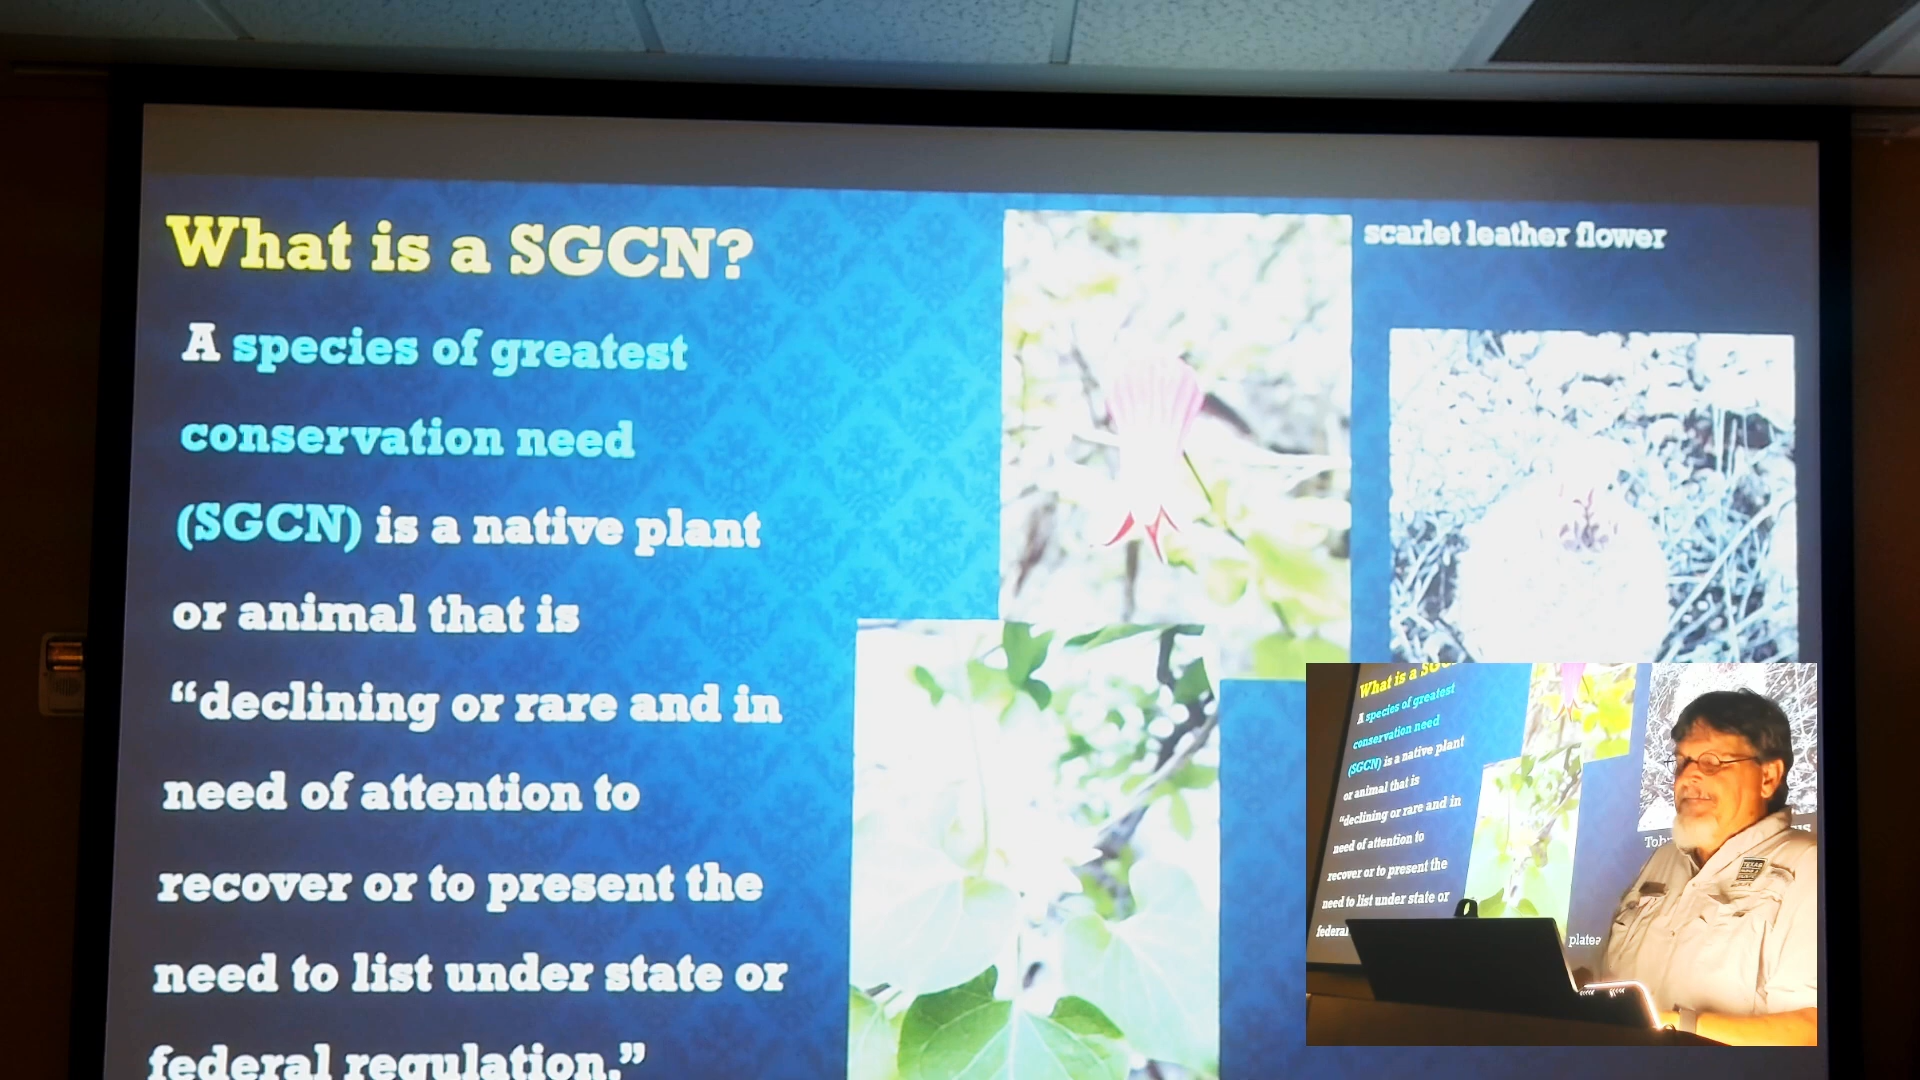 What is a SGCN?
A species of greatest
conservation need
(SGCN) is a native plant
or animal that is
“declining or rare and in
need of attention to
recover or to present the
need to list under state or
federal regulation.”
scarlet leather flower
What is a
A species of greatest
conservation need
(SGCN) is a native plant
or animal that is
“declining or rare and in
need of attention to
recover or to present the
need to list under state or
federal
TEXAS